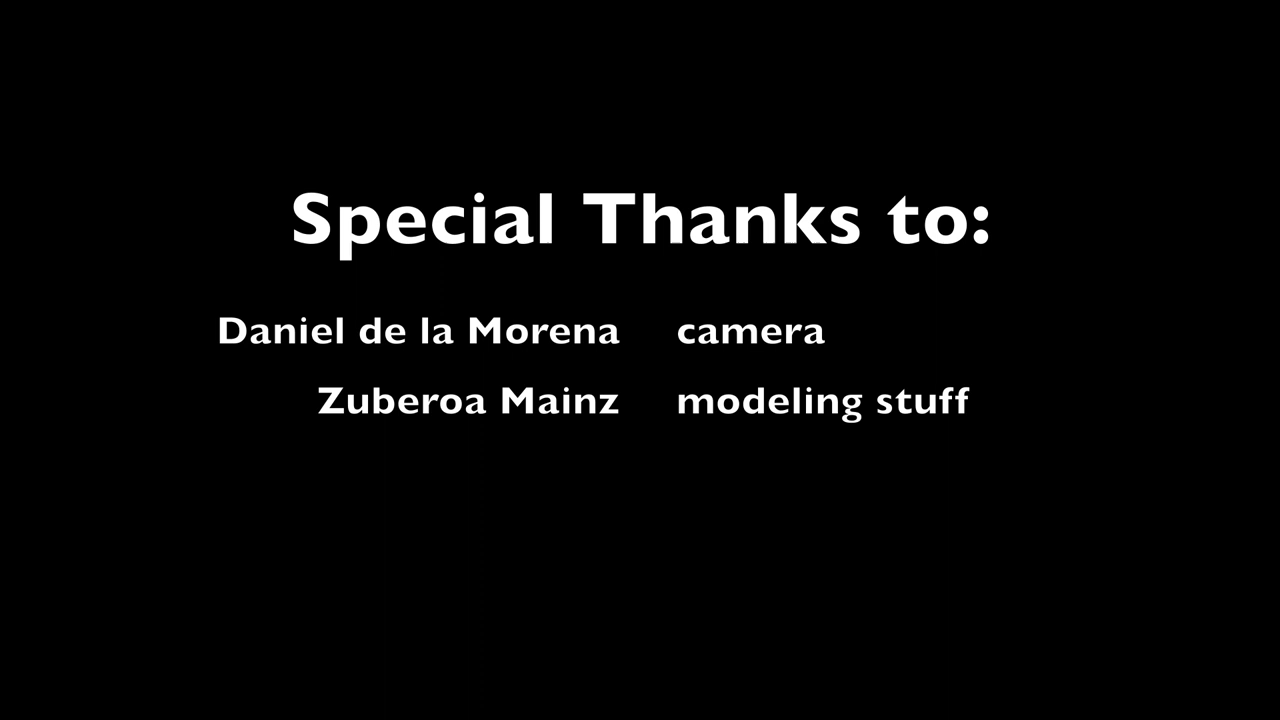 Special Thanks to:
Daniel de la Morena camera
Zuberoa Mainz modeling stuff